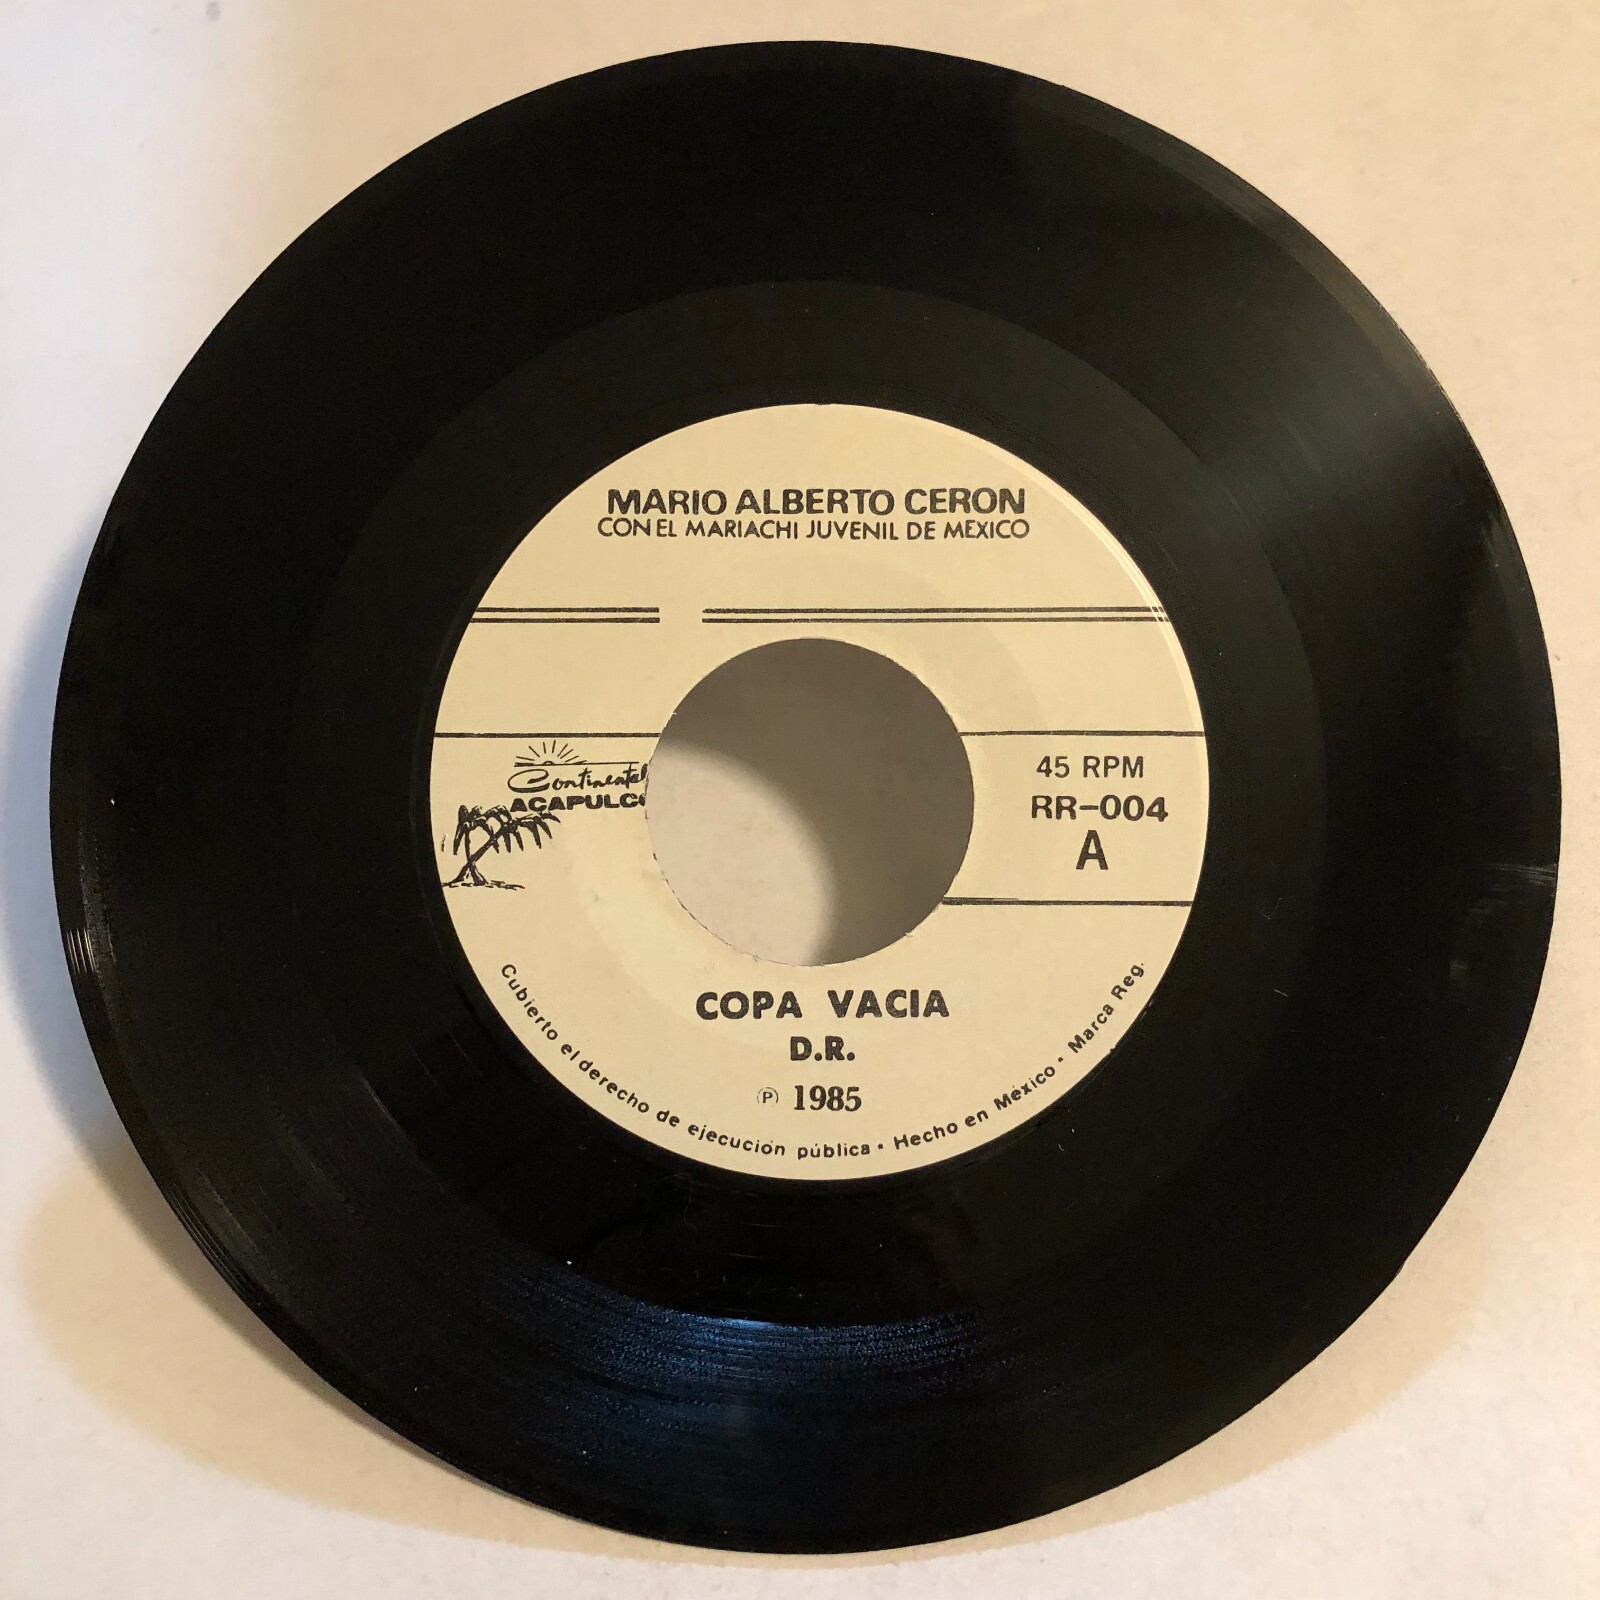 MARIO ALBERTO CERON
CON EL MARIACHI JUVENIL DE MEXICO
Continental
ACAPULCO
45 RPM
RR-004
A
COPA VACIA
D.R.
℗ 1985
Cubierto el derecho de ejecución pública • Hecho en México • Marca Reg.